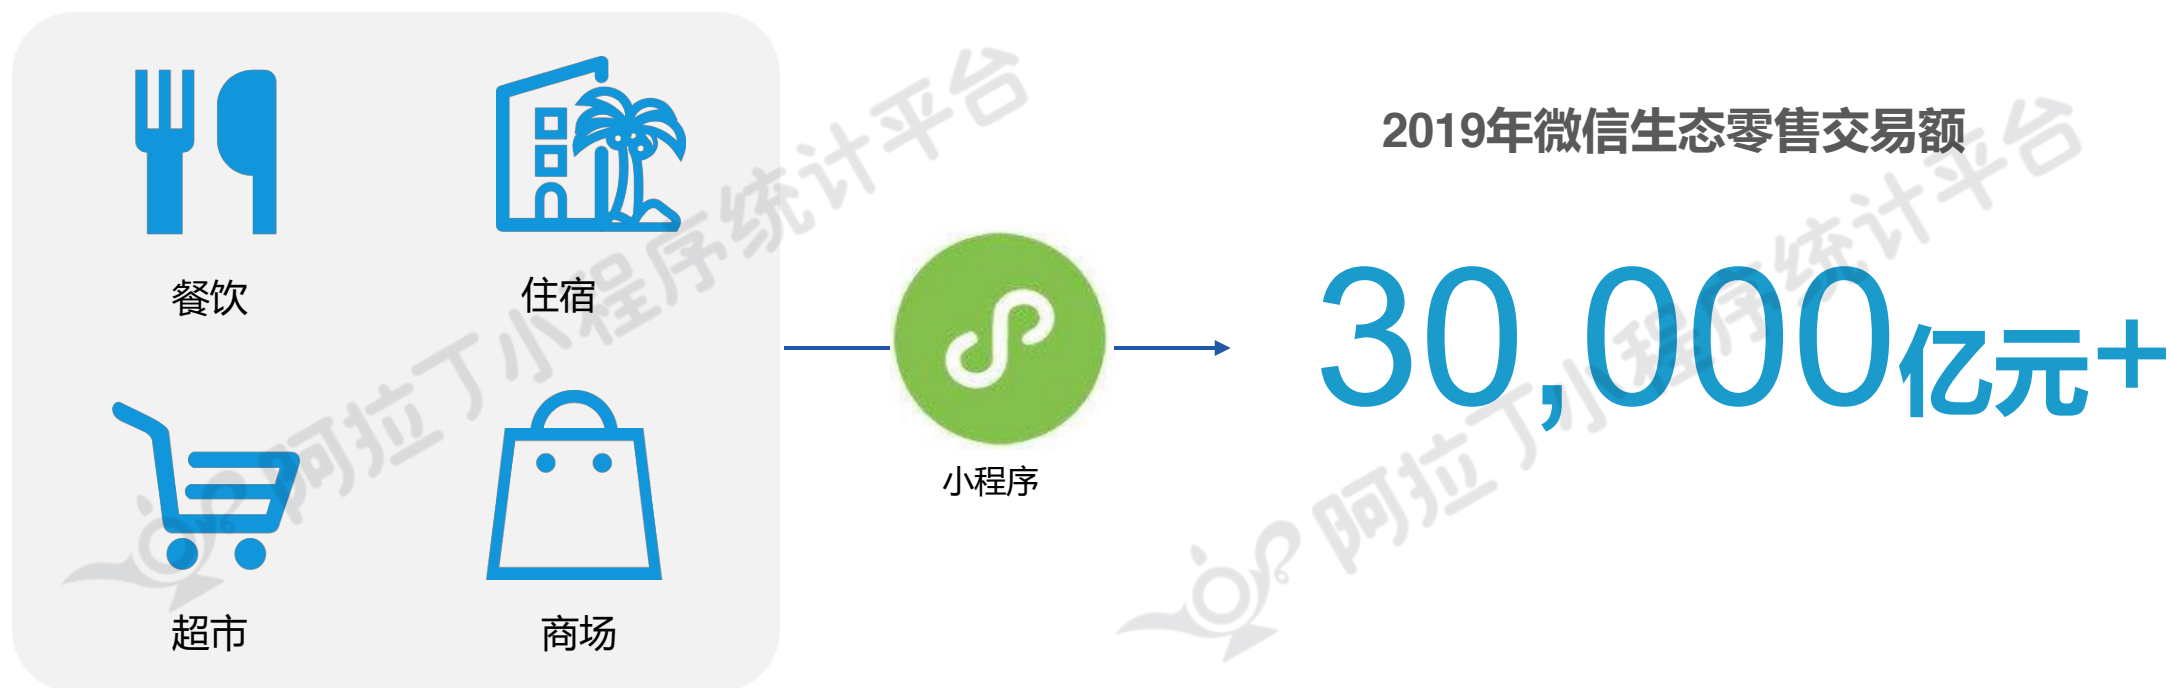 餐饮
住宿
超市
商场
小程序
2019年微信生态零售交易额
30,000亿元+
阿拉丁小程序统计平台
阿拉丁小程序统计平台